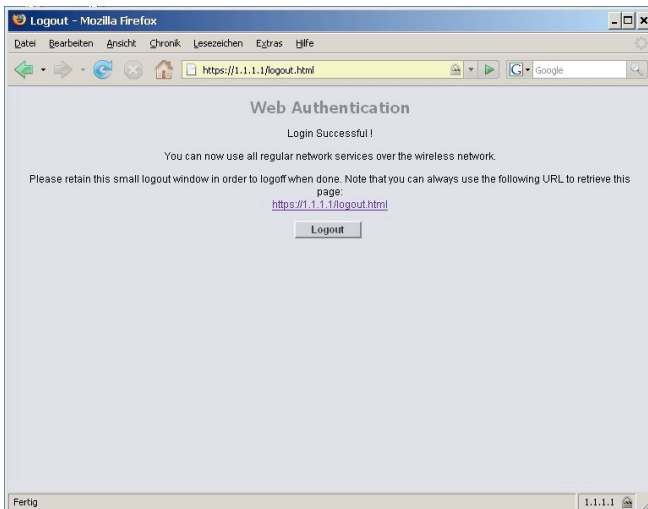 Logout - Mozilla Firefox
Datei Bearbeiten Ansicht Chronik Lesezeichen Extras Hilfe
https://1.1.1.1/logout.html
G Google
Web Authentication
Login Successful !
You can now use all regular network services over the wireless network.
Please retain this small logout window in order to logoff when done. Note that you can always use the following URL to retrieve this
page:
https://1.1.1.1/logout.html
Logout
Fertig
1.1.1.1